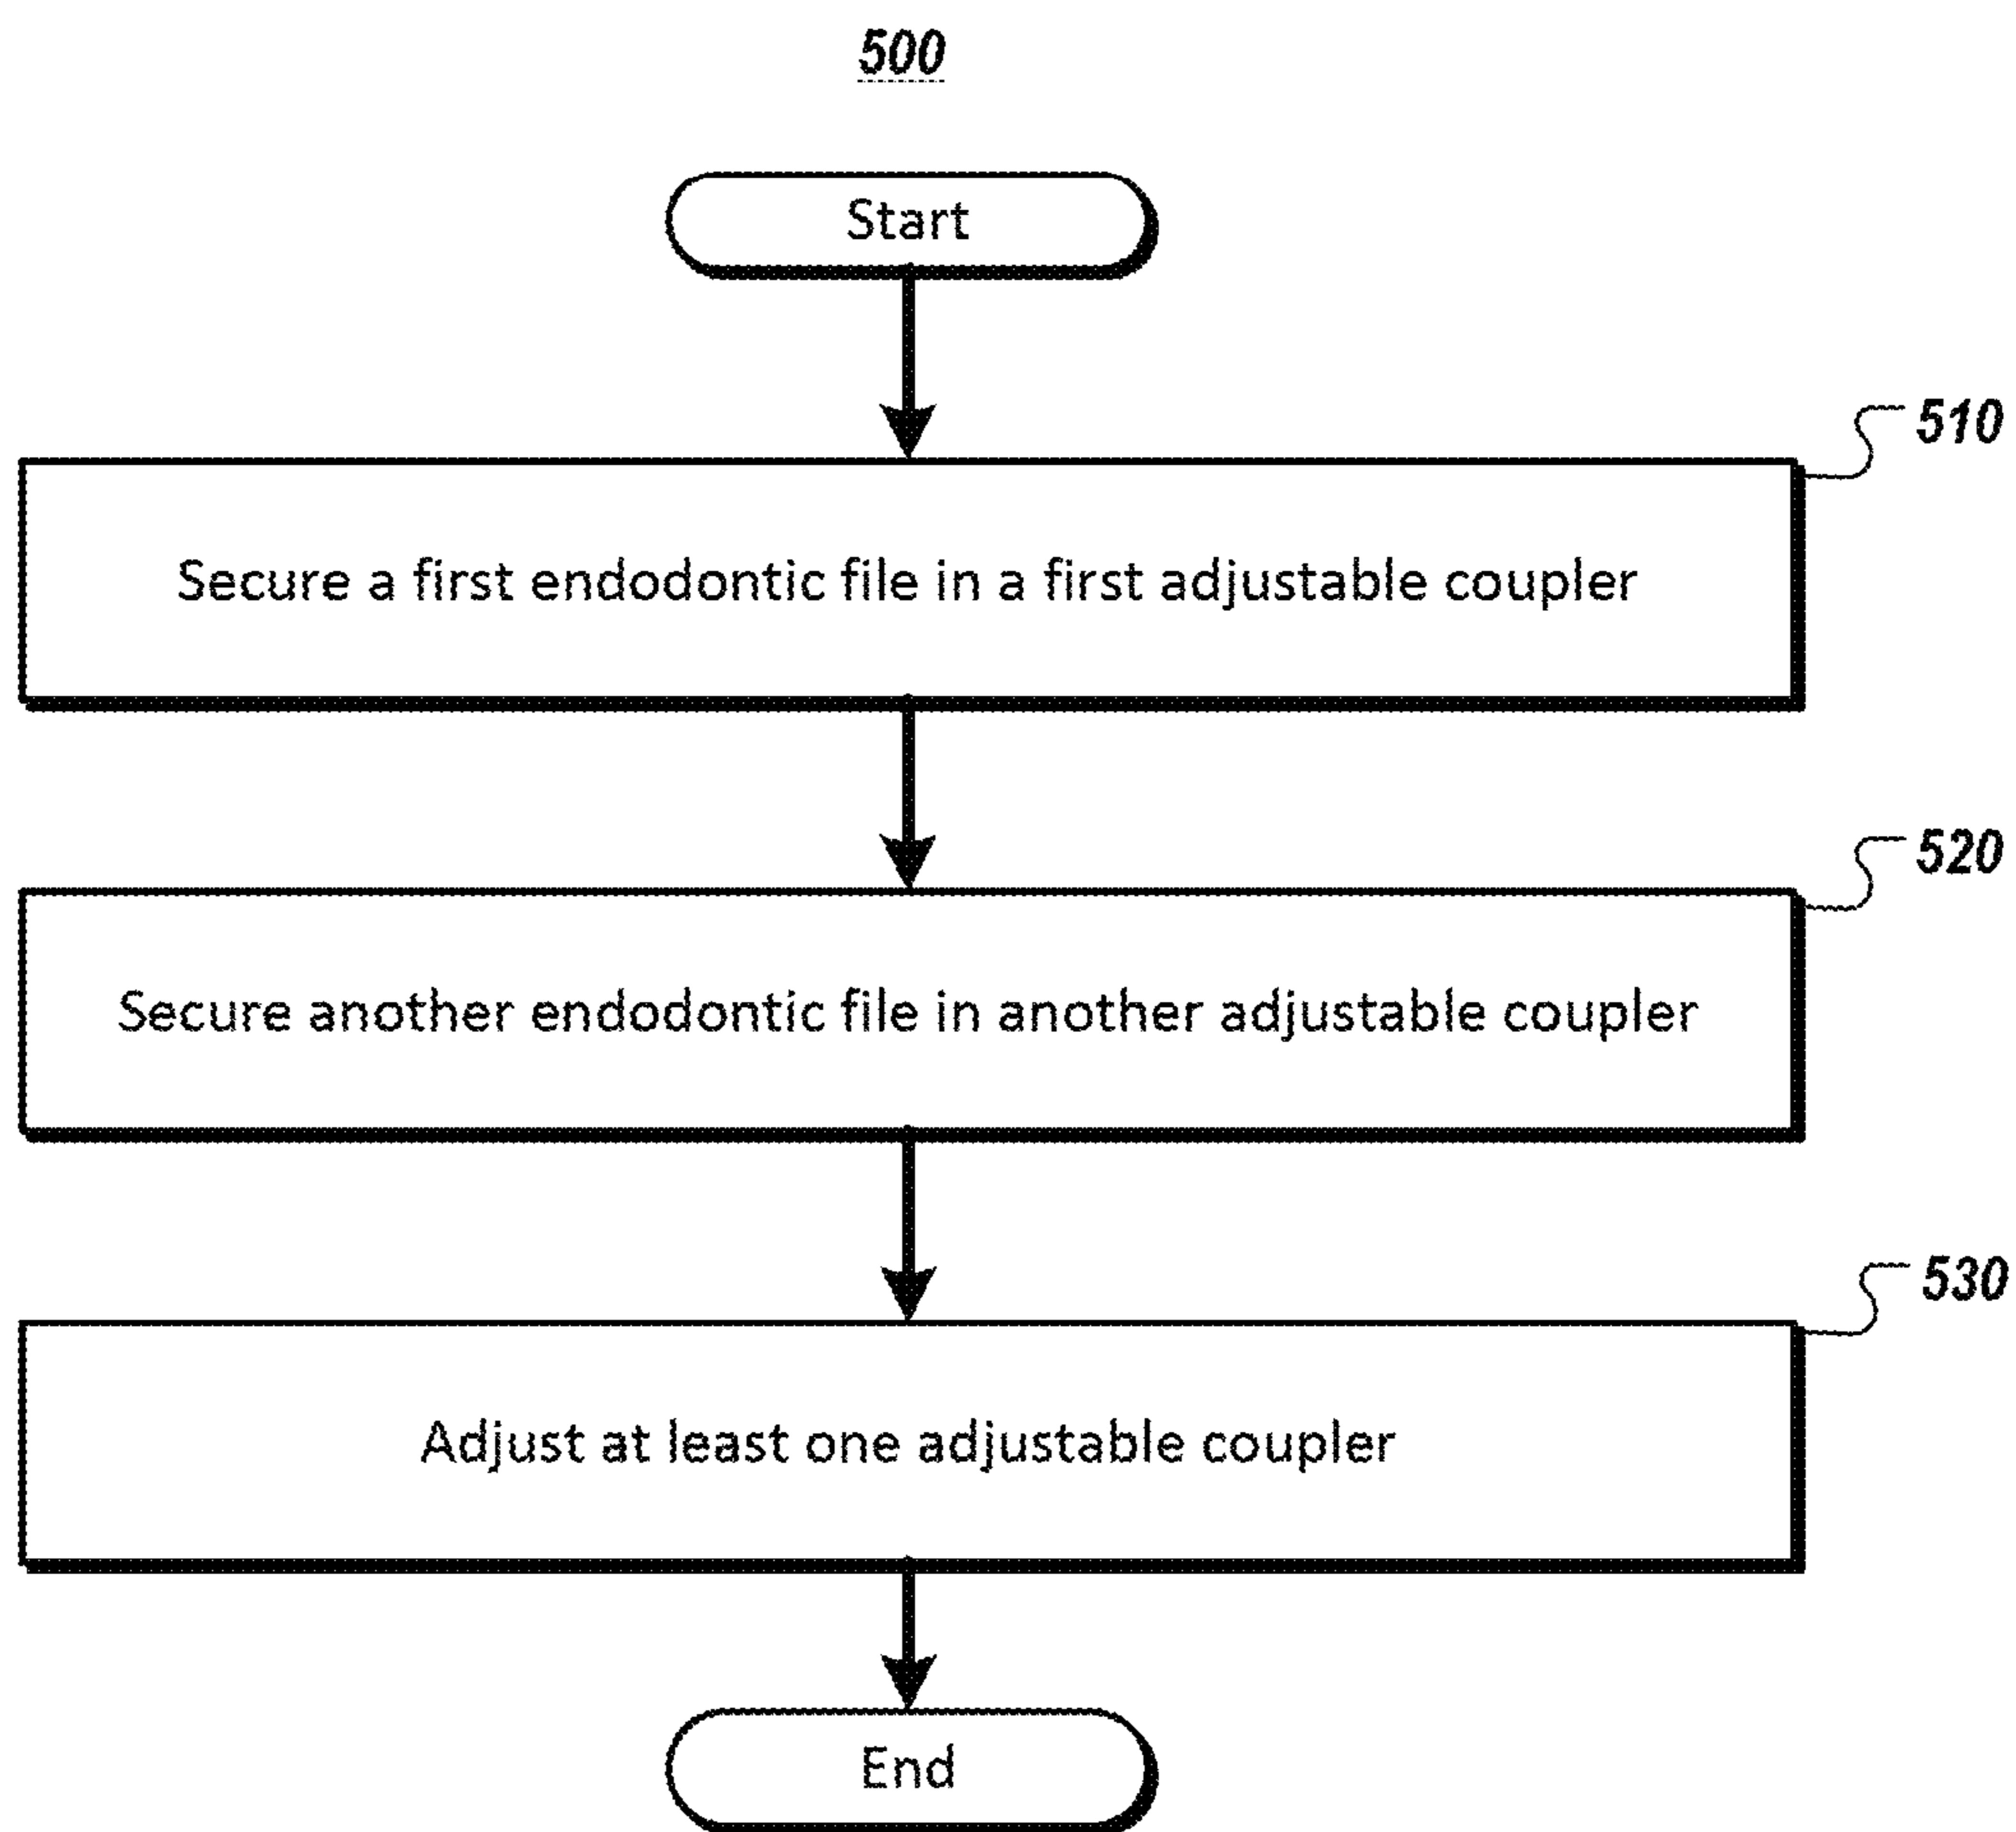 500
Start
510
Secure a first endodontic file in a first adjustable coupler
520
Secure another endodontic file in another adjustable coupler
530
Adjust at least one adjustable coupler
End